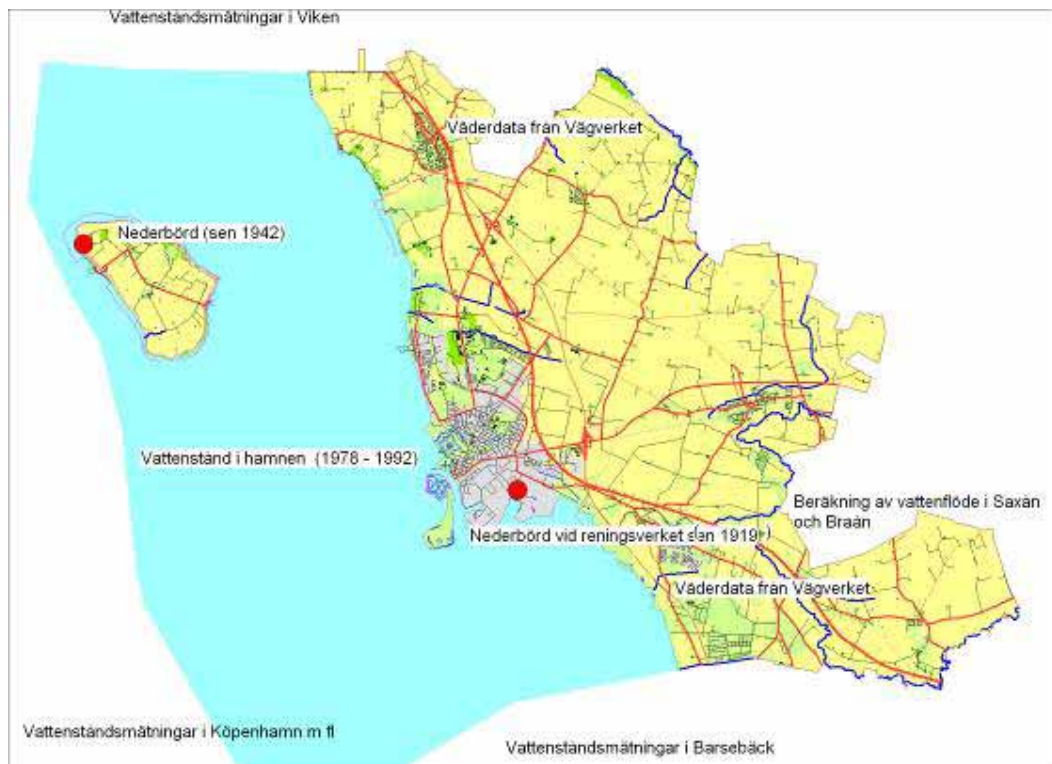 Vattenståndsmätningar i Viken
Väderdata från Vägverket
Nederbörd (sen 1942)
Vattenstånd i hamnen (1978 - 1992)
Beräkning av vattenflöde i Saxån
och Braån
Nederbörd vid reningsverket sen 1919
Väderdata från Vägverket
Vattenståndsmätningar i Köpenhamn m fl
Vattenståndsmätningar i Barsebäck